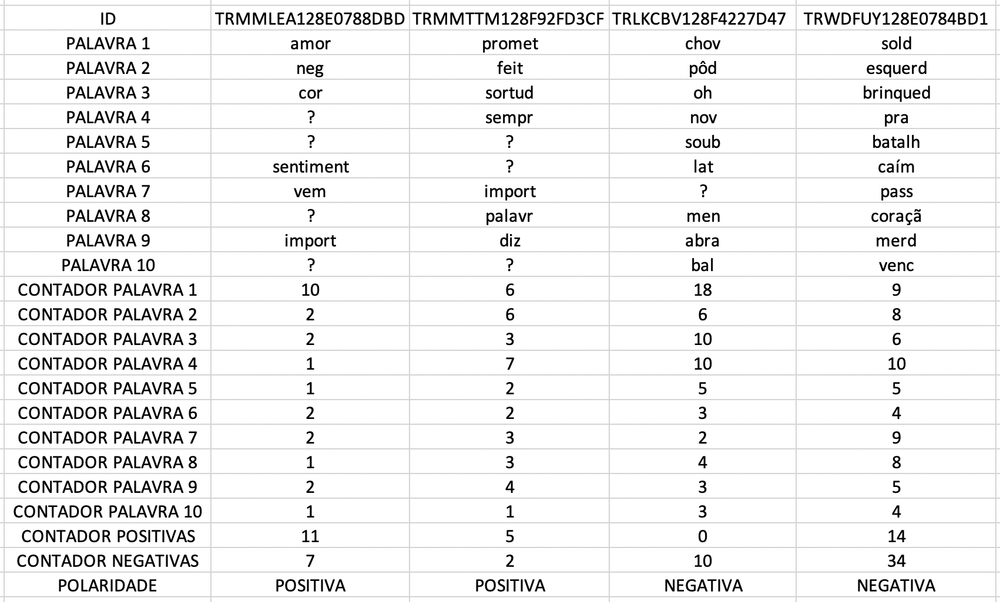 ID TRMMLEA128E0788DBD TRMMTTM128F92FD3CF TRLKCBV128F4227D47 TRWDFUY128E0784BD1
PALAVRA 1 amor promet chov sold
PALAVRA 2 neg feit pôd esquerd
PALAVRA 3 cor sortud oh brinqued
PALAVRA 4 ? sempr nov pra
PALAVRA 5 ? ? soub batalh
PALAVRA 6 sentiment ? lat caím
PALAVRA 7 vem import ? pass
PALAVRA 8 ? palavr men coraçã
PALAVRA 9 import diz abra merd
PALAVRA 10 ? ? bal venc
CONTADOR PALAVRA 1 10 6 18 9
CONTADOR PALAVRA 2 2 6 6 8
CONTADOR PALAVRA 3 2 3 10 6
CONTADOR PALAVRA 4 1 7 10 10
CONTADOR PALAVRA 5 1 2 5 5
CONTADOR PALAVRA 6 2 2 3 4
CONTADOR PALAVRA 7 2 3 2 9
CONTADOR PALAVRA 8 1 3 4 8
CONTADOR PALAVRA 9 2 4 3 5
CONTADOR PALAVRA 10 1 1 3 4
CONTADOR POSITIVAS 11 5 0 14
CONTADOR NEGATIVAS 7 2 10 34
POLARIDADE POSITIVA POSITIVA NEGATIVA NEGATIVA